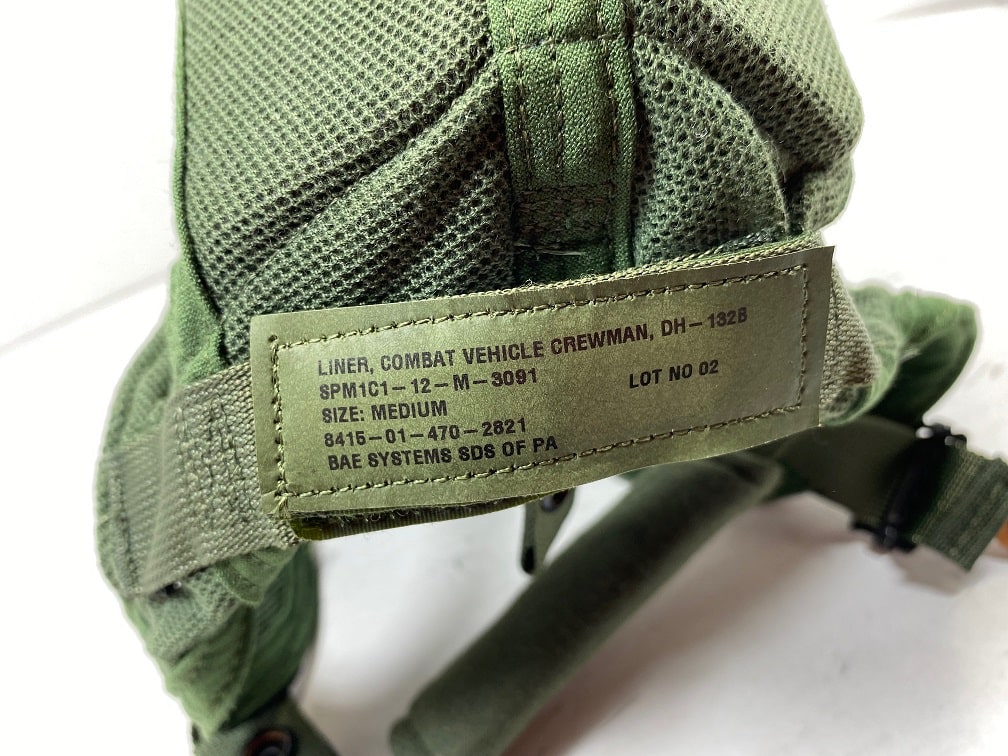 LINER, COMBAT VEHICLE CREWMAN, DH-132B
SPM1C1-12-M-3091 LOT NO 02
SIZE: MEDIUM
8415-01-470-2821
BAE SYSTEMS SDS OF PA